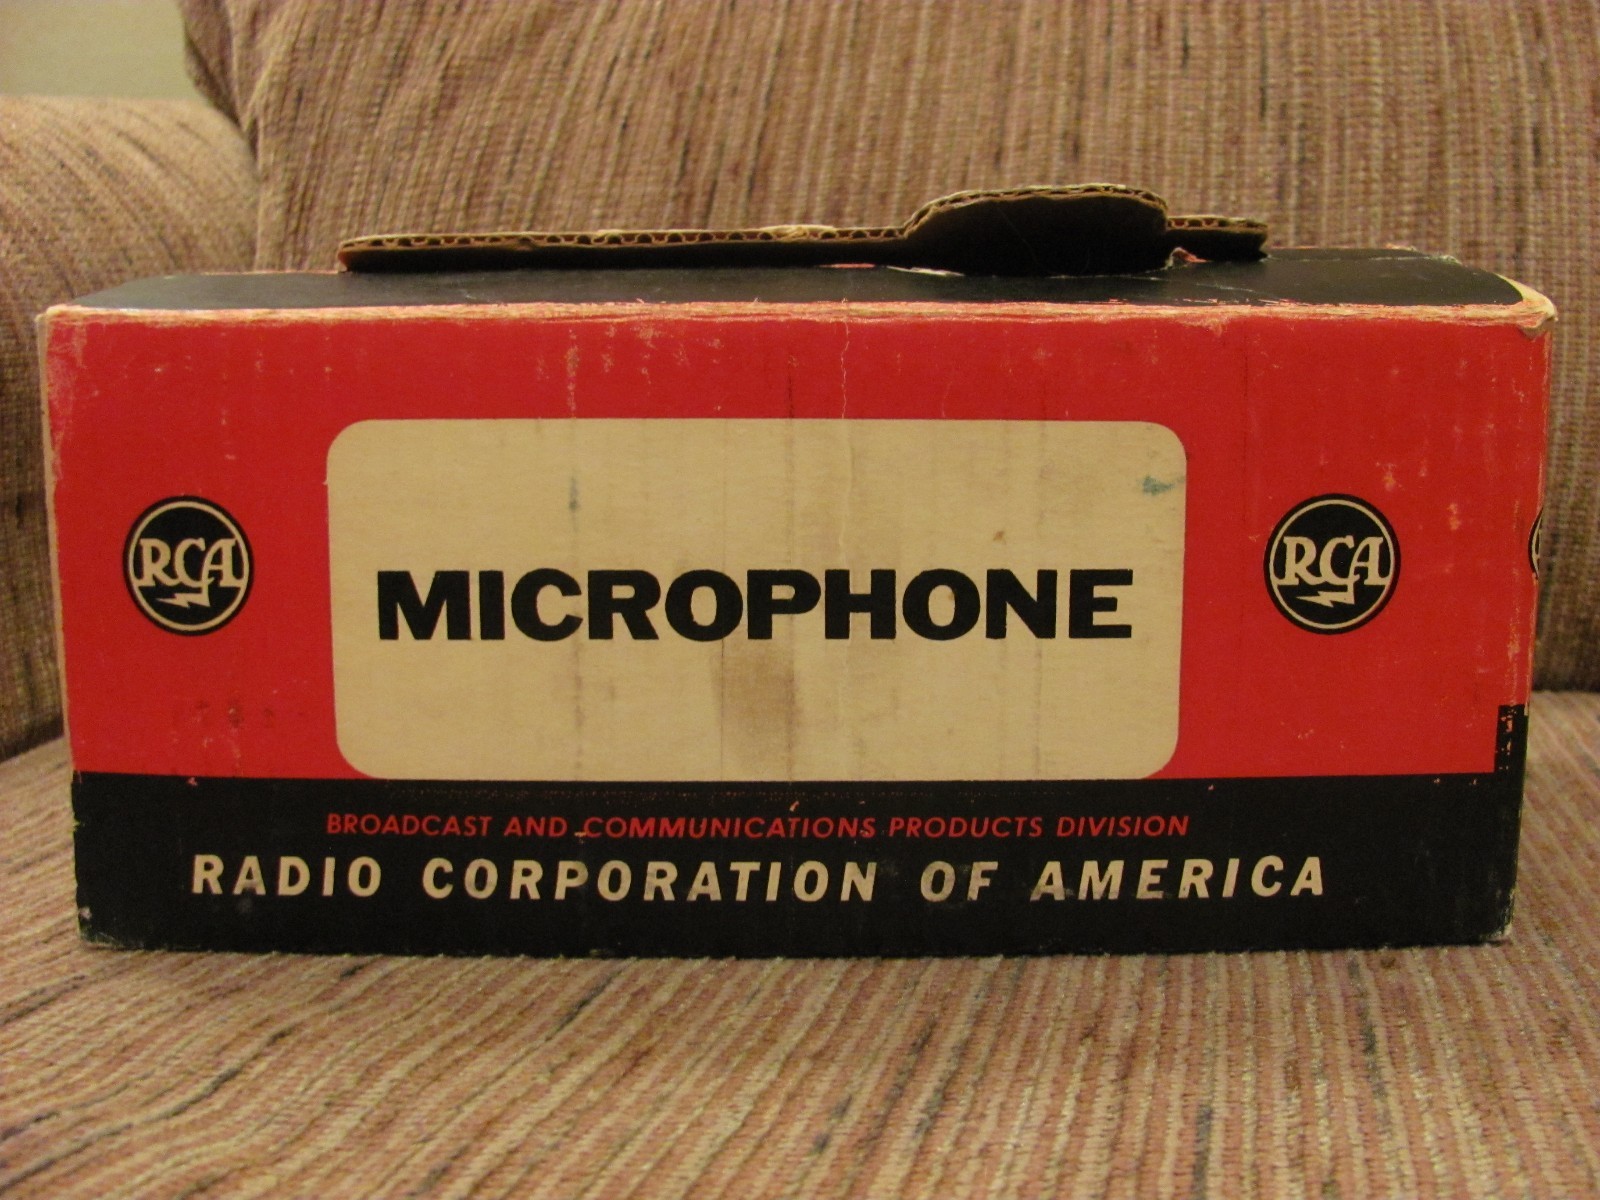 RCA
MICROPHONE
RCA
BROADCAST AND COMMUNICATIONS PRODUCTS DIVISION
RADIO CORPORATION OF AMERICA